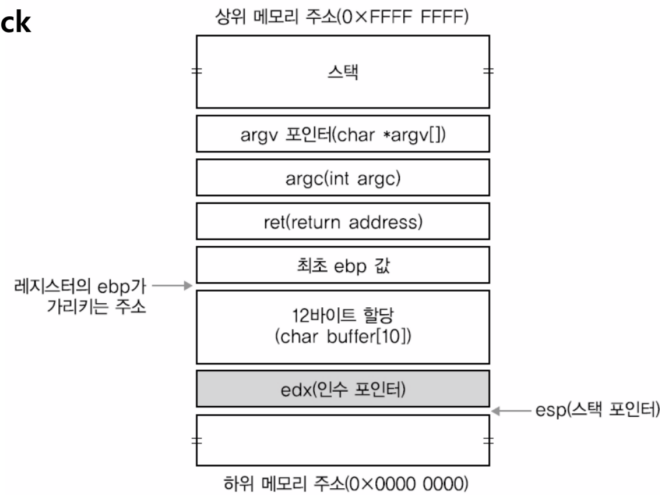 ck
상위 메모리 주소(0×FFFF FFFF)
스택
argv 포인터(char *argv[])
argc(int argc)
ret(return address)
최초 ebp 값
레지스터의 ebp가
가리키는 주소
12바이트 할당
(char buffer[10])
edx(인수 포인터)
esp(스택 포인터)
하위 메모리 주소(0×0000 0000)